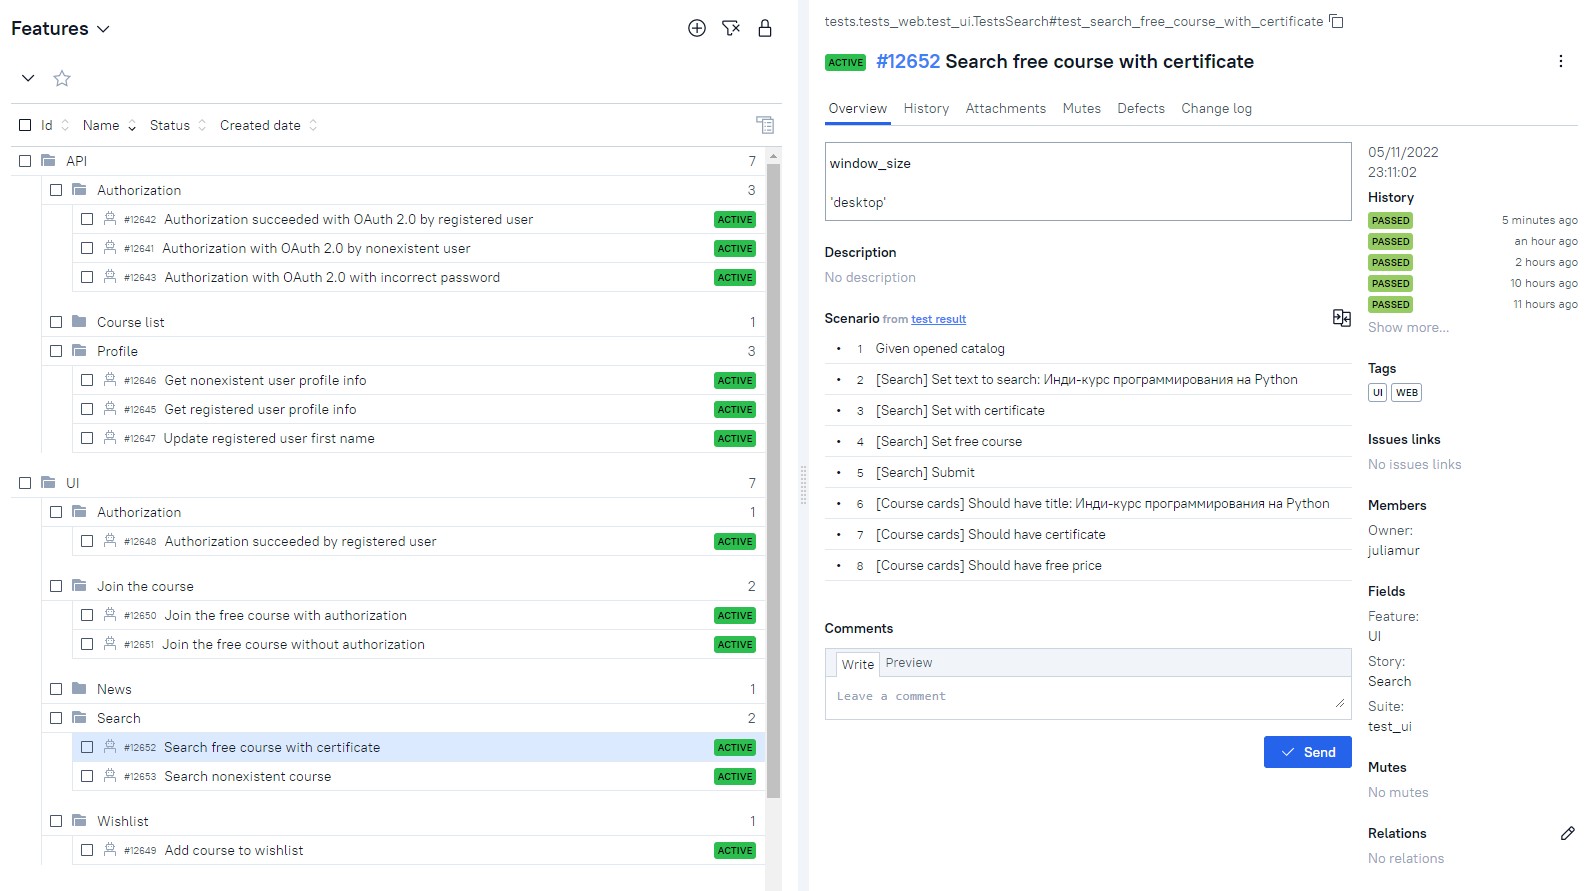 Features
Id Name Status Created date
API 7
Authorization 3
#12642 Authorization succeeded with OAuth 2.0 by registered user ACTIVE
#12641 Authorization with OAuth 2.0 by nonexistent user ACTIVE
#12643 Authorization with OAuth 2.0 with incorrect password ACTIVE
Course list 1
Profile 3
#12646 Get nonexistent user profile info ACTIVE
#12645 Get registered user profile info ACTIVE
#12647 Update registered user first name ACTIVE
UI 7
Authorization 1
#12648 Authorization succeeded by registered user ACTIVE
Join the course 2
#12650 Join the free course with authorization ACTIVE
#12651 Join the free course without authorization ACTIVE
News 1
Search 2
#12652 Search free course with certificate ACTIVE
#12653 Search nonexistent course ACTIVE
Wishlist 1
#12649 Add course to wishlist ACTIVE
tests.tests_web.test_ui.TestsSearch#test_search_free_course_with_certificate
ACTIVE #12652 Search free course with certificate
Overview History Attachments Mutes Defects Change log
window_size
'desktop'
Description
No description
Scenario from test result
• 1 Given opened catalog
• 2 [Search] Set text to search: Инди-курс программирования на Python
• 3 [Search] Set with certificate
• 4 [Search] Set free course
• 5 [Search] Submit
• 6 [Course cards] Should have title: Инди-курс программирования на Python
• 7 [Course cards] Should have certificate
• 8 [Course cards] Should have free price
Comments
Write Preview
Leave a comment
Send
05/11/2022
23:11:02
History
PASSED 5 minutes ago
PASSED an hour ago
PASSED 2 hours ago
PASSED 10 hours ago
PASSED 11 hours ago
Show more...
Tags
UI WEB
Issues links
No issues links
Members
Owner:
juliamur
Fields
Feature:
UI
Story:
Search
Suite:
test_ui
Mutes
No mutes
Relations
No relations